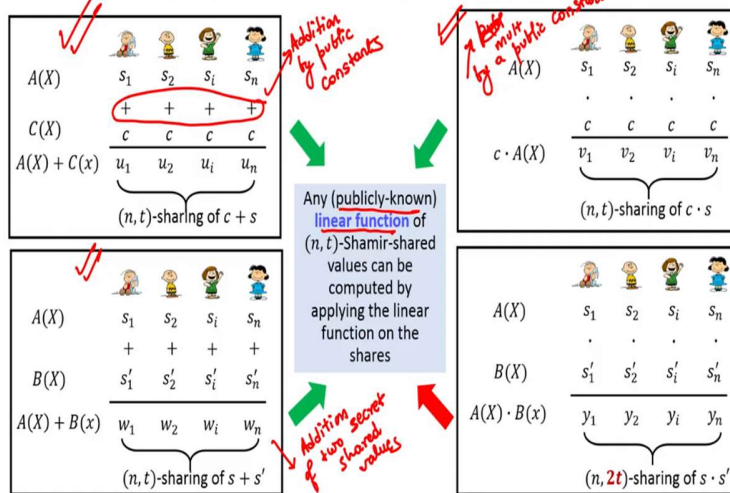 Addition
by public
constants
A(X) s₁ s₂ sᵢ sₙ
+ + + +
C(X) c c c c
A(X) + C(x) u₁ u₂ uᵢ uₙ
(n, t)-sharing of c + s
mult
by a public constant
A(X) s₁ s₂ sᵢ sₙ
· · · ·
c c c c
c · A(X) v₁ v₂ vᵢ vₙ
(n, t)-sharing of c · s
Any (publicly-known)
linear function of
(n, t)-Shamir-shared
values can be
computed by
applying the linear
function on the
shares
A(X) s₁ s₂ sᵢ sₙ
+ + + +
B(X) s′₁ s′₂ s′ᵢ s′ₙ
A(X) + B(x) w₁ w₂ wᵢ wₙ
(n, t)-sharing of s + s′
Addition
of two secret
shared
values
A(X) s₁ s₂ sᵢ sₙ
· · · ·
B(X) s′₁ s′₂ s′ᵢ s′ₙ
A(X) · B(x) y₁ y₂ yᵢ yₙ
(n, 2t)-sharing of s · s′